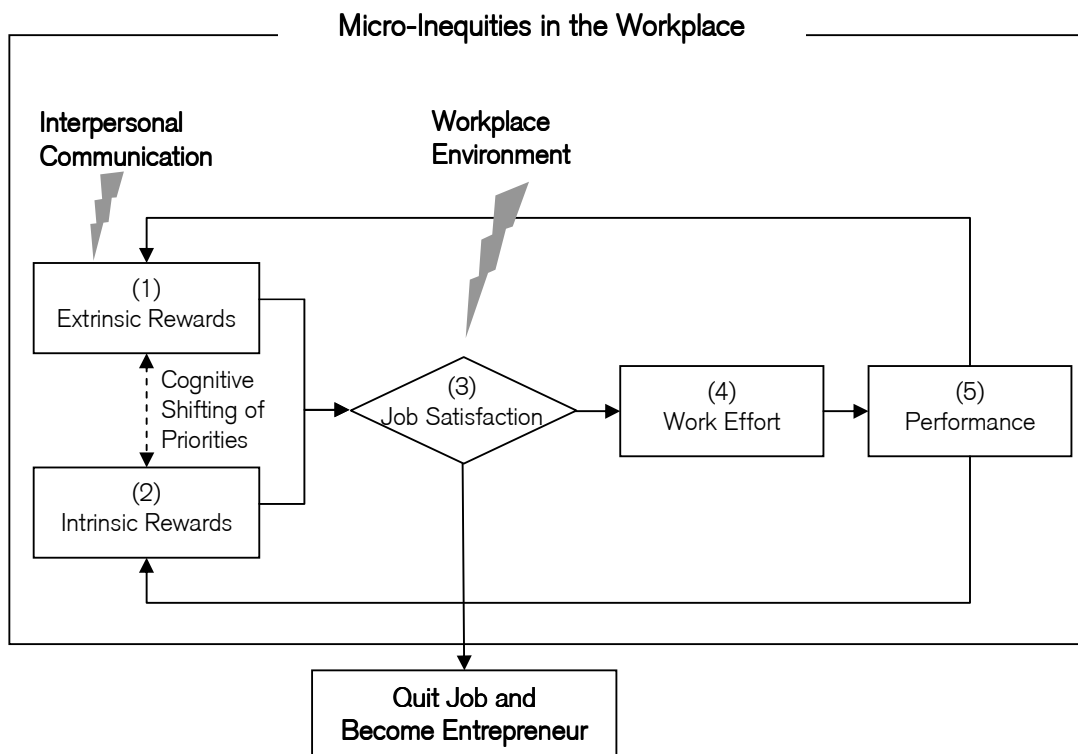 Micro-Inequities in the Workplace
Interpersonal
Communication
Workplace
Environment
(1)
Extrinsic Rewards
Cognitive
Shifting of
Priorities
(2)
Intrinsic Rewards
(3)
Job Satisfaction
(4)
Work Effort
(5)
Performance
Quit Job and
Become Entrepreneur